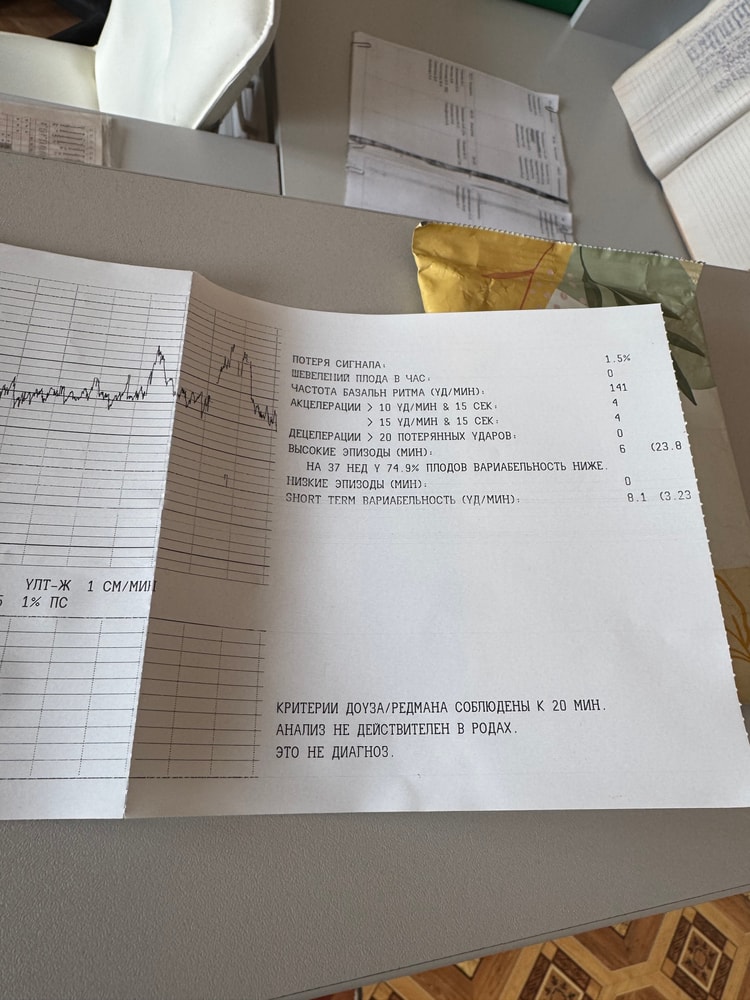 ПОТЕРЯ СИГНАЛА: 1.5%
ШЕВЕЛЕНИЙ ПЛОДА В ЧАС: 0
ЧАСТОТА БАЗАЛЬН РИТМА (УД/МИН): 141
АКЦЕЛЕРАЦИИ > 10 УД/МИН & 15 СЕК: 4
> 15 УД/МИН & 15 СЕК: 4
ДЕЦЕЛЕРАЦИИ > 20 ПОТЕРЯННЫХ УДАРОВ: 0
ВЫСОКИЕ ЭПИЗОДЫ (МИН): 6 (23.8
НА 37 НЕД У 74.9% ПЛОДОВ ВАРИАБЕЛЬНОСТЬ НИЖЕ.
НИЗКИЕ ЭПИЗОДЫ (МИН): 0
SHORT TERM ВАРИАБЕЛЬНОСТЬ (УД/МИН): 8.1 (3.23
УЛТ-Ж 1 СМ/МИН
1% ПС
КРИТЕРИИ ДОУЗА/РЕДМАНА СОБЛЮДЕНЫ К 20 МИН.
АНАЛИЗ НЕ ДЕЙСТВИТЕЛЕН В РОДАХ.
ЭТО НЕ ДИАГНОЗ.